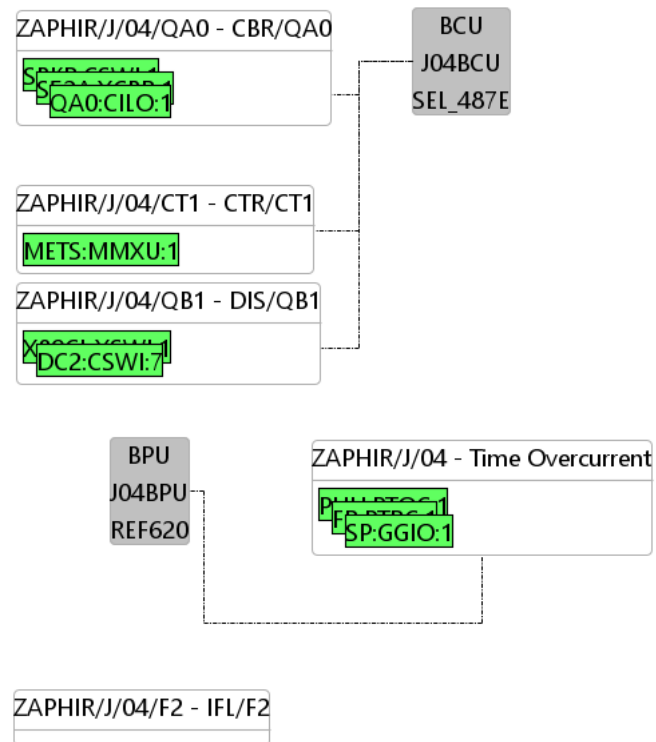 ZAPHIR/J/04/QA0 - CBR/QA0
QA0:CILO:1
BCU
J04BCU
SEL_487E
ZAPHIR/J/04/CT1 - CTR/CT1
METS:MMXU:1
ZAPHIR/J/04/QB1 - DIS/QB1
DC2:CSWI:7
BPU
J04BPU
REF620
ZAPHIR/J/04 - Time Overcurrent
SP:GGIO:1
ZAPHIR/J/04/F2 - IFL/F2